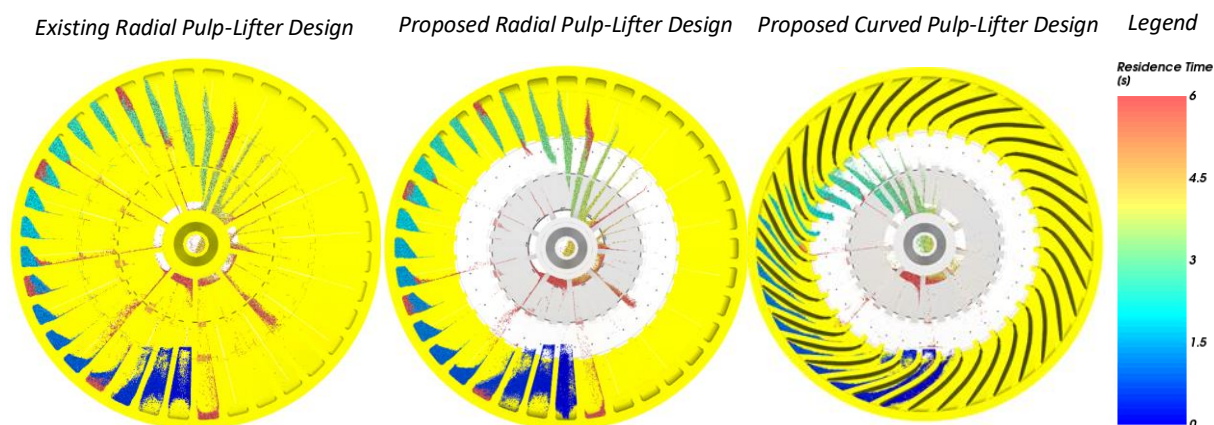 Existing Radial Pulp-Lifter Design
Proposed Radial Pulp-Lifter Design
Proposed Curved Pulp-Lifter Design
Legend
Residence Time
(s)
6
4.5
3
1.5
0